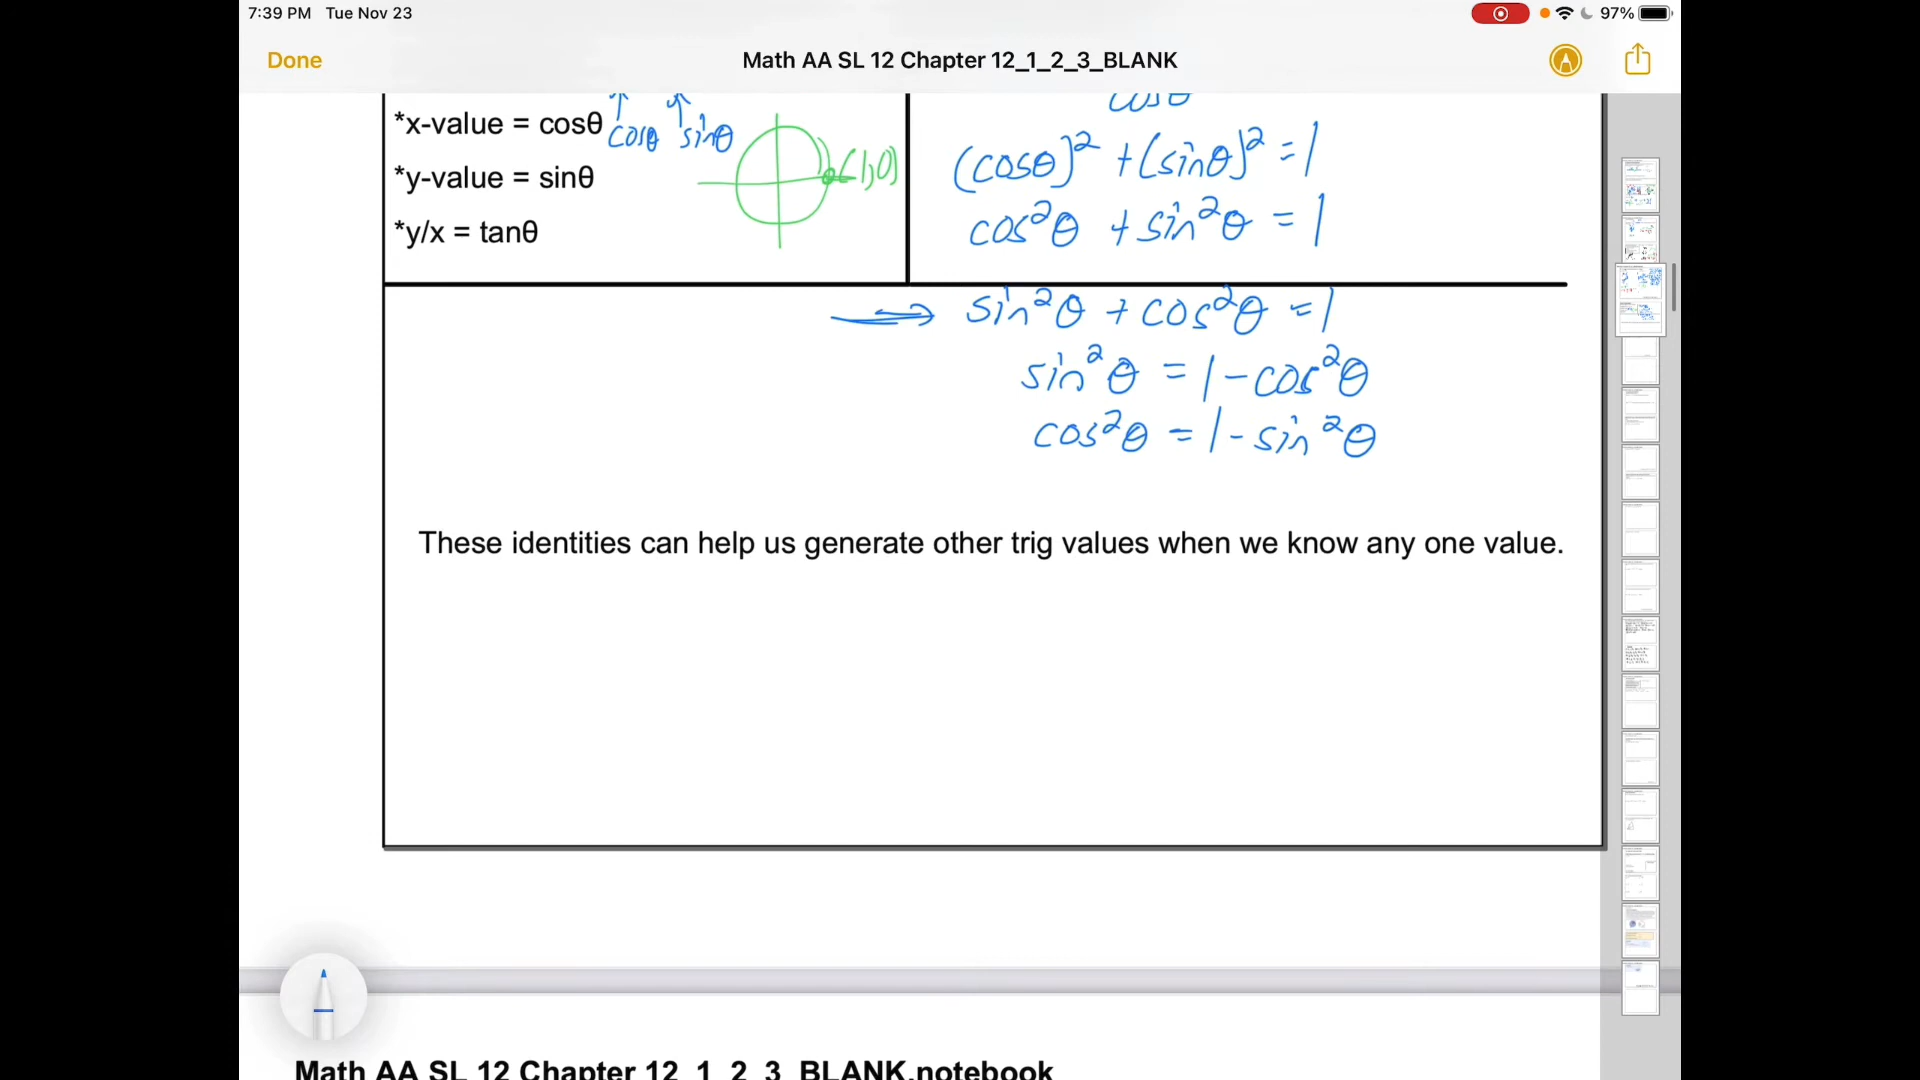 7:39 PM Tue Nov 23
97%
Done
Math AA SL 12 Chapter 12_1_2_3_BLANK
*x-value = cosθ
cosθ sinθ
(1,0)
*y-value = sinθ
*y/x = tanθ
cosθ
(cosθ)² + (sinθ)² = 1
cos²θ + sin²θ = 1
⇒ sin²θ + cos²θ = 1
sin²θ = 1 - cos²θ
cos²θ = 1 - sin²θ
These identities can help us generate other trig values when we know any one value.
Math AA SL 12 Chapter 12_1_2_3_BLANK.notebook